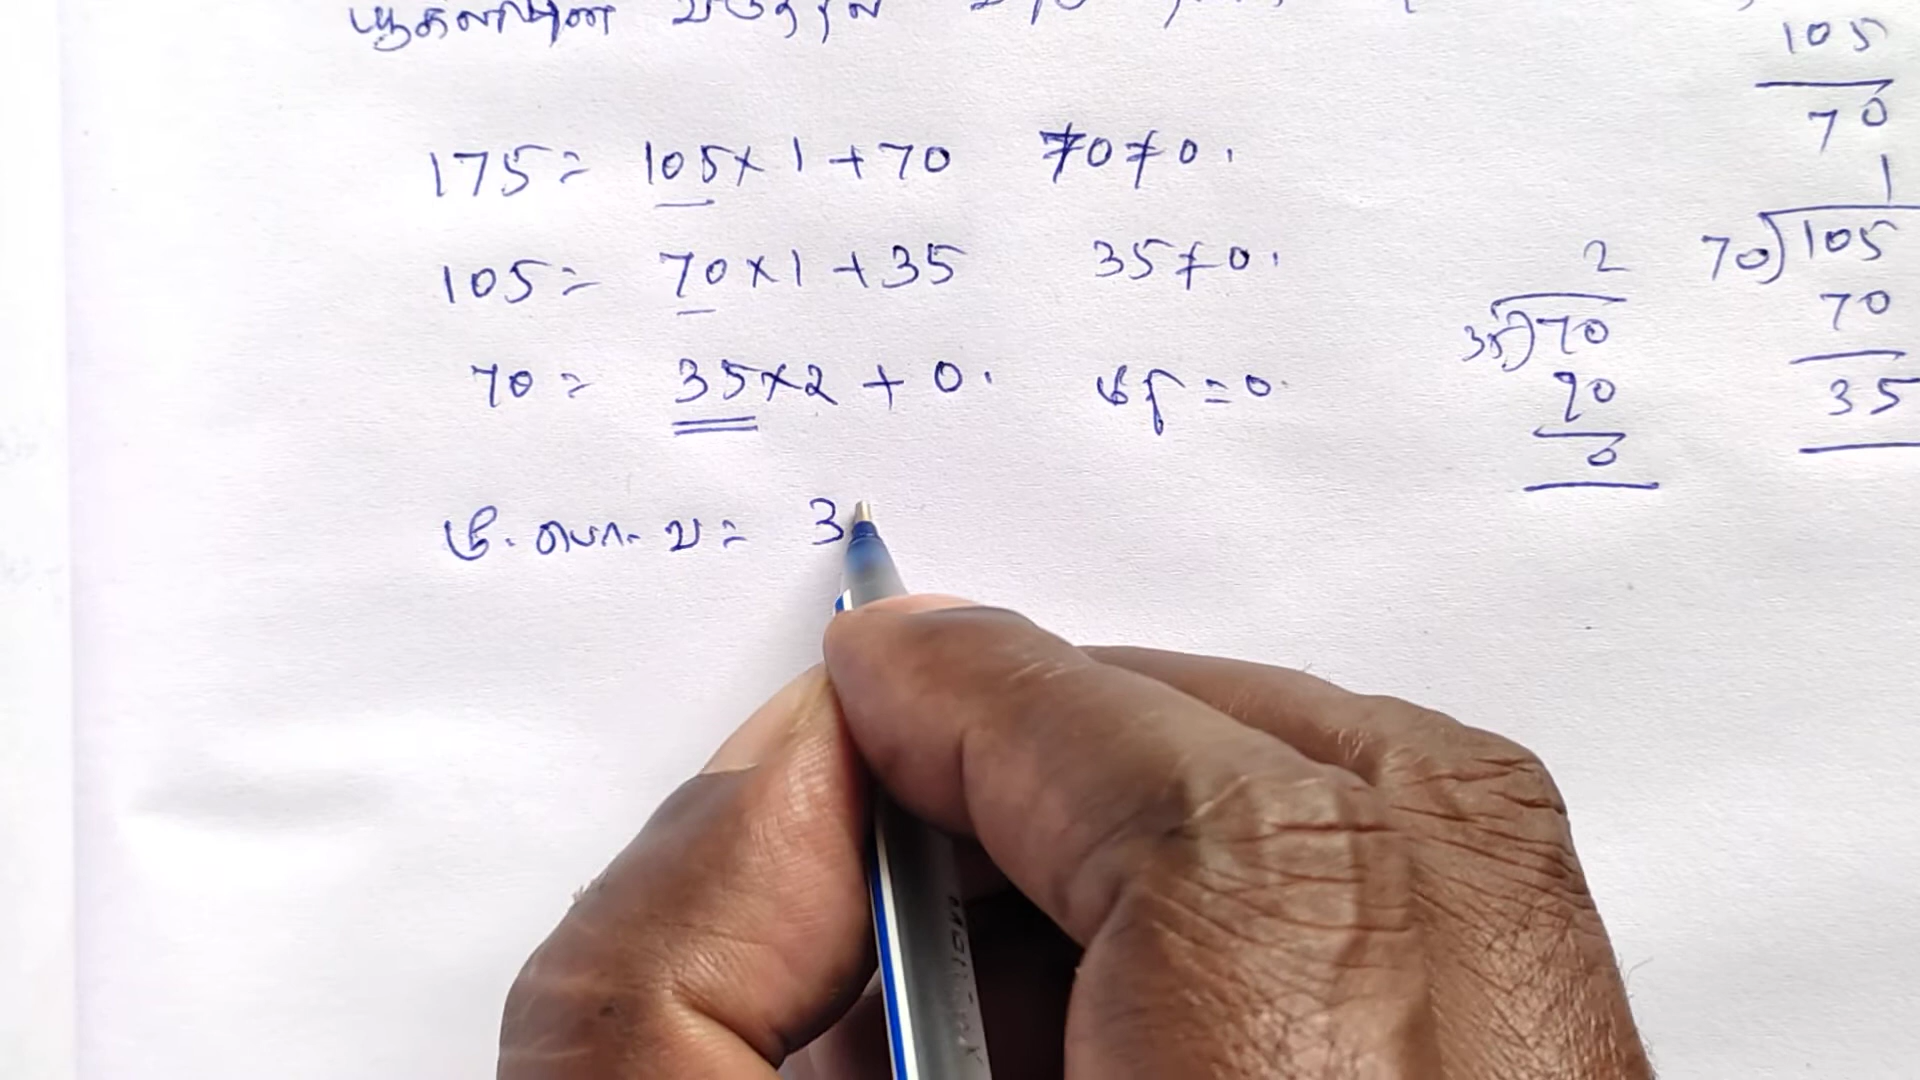 175 = 105 × 1 + 70 70 ≠ 0.
105 = 70 × 1 + 35 35 ≠ 0.
70 = 35 × 2 + 0. மீதி = 0.
மீ. பொ. வ = 3
105
70
1
70)105
70
35
2
35)70
70
0